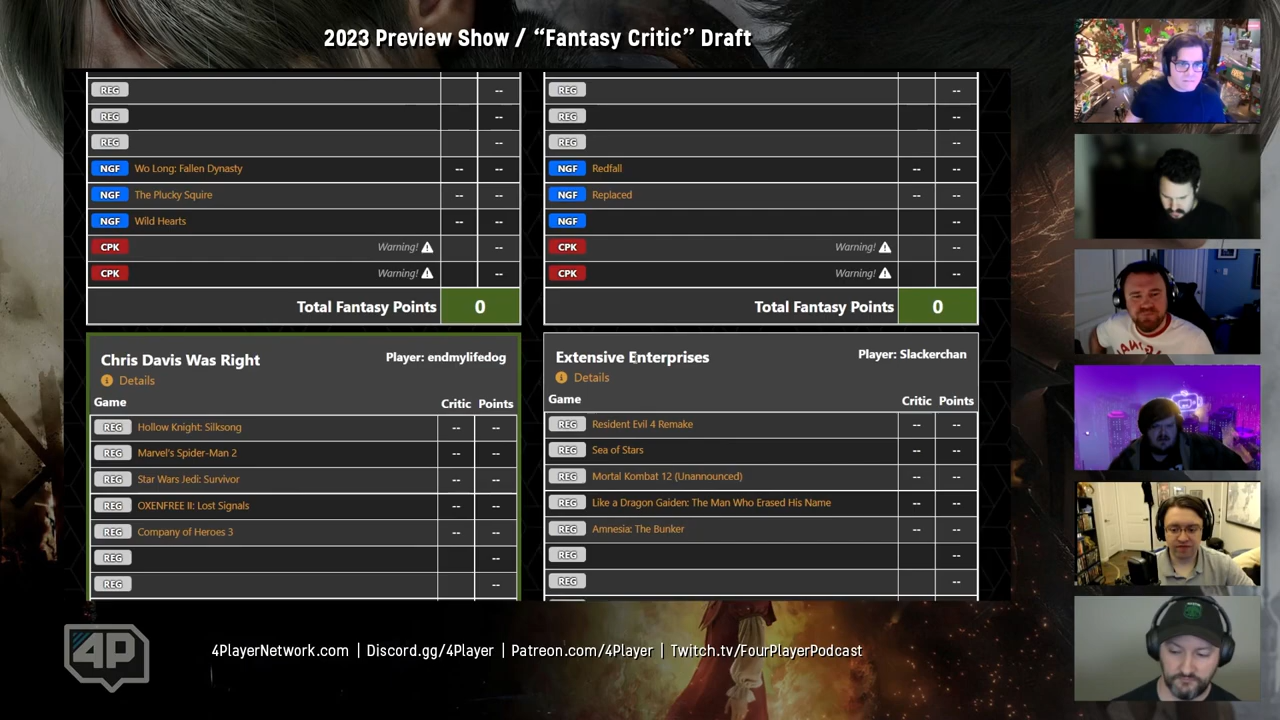 2023 Preview Show / “Fantasy Critic” Draft
REG --
REG --
REG --
NGF Wo Long: Fallen Dynasty -- --
NGF The Plucky Squire -- --
NGF Wild Hearts -- --
CPK Warning! --
CPK Warning! --
Total Fantasy Points 0
REG --
REG --
REG --
NGF Redfall -- --
NGF Replaced -- --
NGF
CPK Warning! --
CPK Warning! --
Total Fantasy Points 0
Chris Davis Was Right Player: endmylifedog
Details
Game Critic Points
REG Hollow Knight: Silksong -- --
REG Marvel's Spider-Man 2 -- --
REG Star Wars Jedi: Survivor -- --
REG OXENFREE II: Lost Signals -- --
REG Company of Heroes 3 -- --
REG --
REG --
Extensive Enterprises Player: Slackerchan
Details
Game Critic Points
REG Resident Evil 4 Remake -- --
REG Sea of Stars -- --
REG Mortal Kombat 12 (Unannounced) -- --
REG Like a Dragon Gaiden: The Man Who Erased His Name -- --
REG Amnesia: The Bunker -- --
REG --
REG --
4P
4PlayerNetwork.com | Discord.gg/4Player | Patreon.com/4Player | Twitch.tv/FourPlayerPodcast